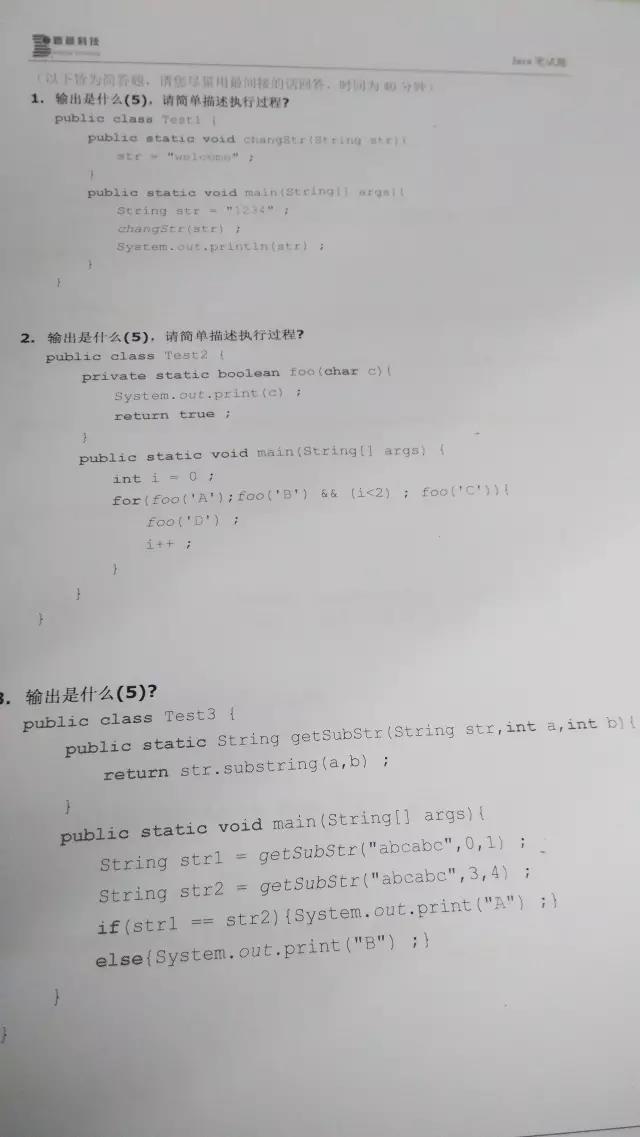 科技
Java 笔试题
(以下皆为简答题，请您尽量用最间接的话回答，时间为 40 分钟)
1. 输出是什么(5)，请简单描述执行过程?
public class Test1 {
public static void changStr(String str){
str = "welcome" ;
}
public static void main(String[] args){
String str = "1234" ;
changStr(str) ;
System.out.println(str) ;
}
}
2. 输出是什么(5)，请简单描述执行过程?
public class Test2 {
private static boolean foo(char c){
System.out.print(c) ;
return true ;
}
public static void main(String[] args) {
int i = 0 ;
for(foo('A');foo('B') && (i<2) ; foo('C')){
foo('D') ;
i++ ;
}
}
}
3. 输出是什么(5)?
public class Test3 {
public static String getSubStr(String str,int a,int b){
return str.substring(a,b) ;
}
public static void main(String[] args){
String str1 = getSubStr("abcabc",0,1) ;
String str2 = getSubStr("abcabc",3,4) ;
if(str1 == str2){System.out.print("A") ;}
else{System.out.print("B") ;}
}
}